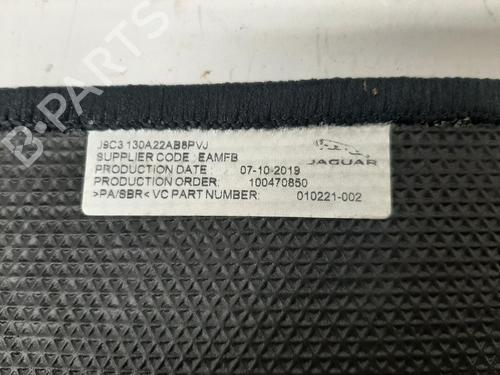 J9C3 130A22AB8PVJ
SUPPLIER CODE : EAMFB
PRODUCTION DATE : 07-10-2019
PRODUCTION ORDER: 100470850
>PA/SBR< VC PART NUMBER: 010221-002
JAGUAR
B-PARTS